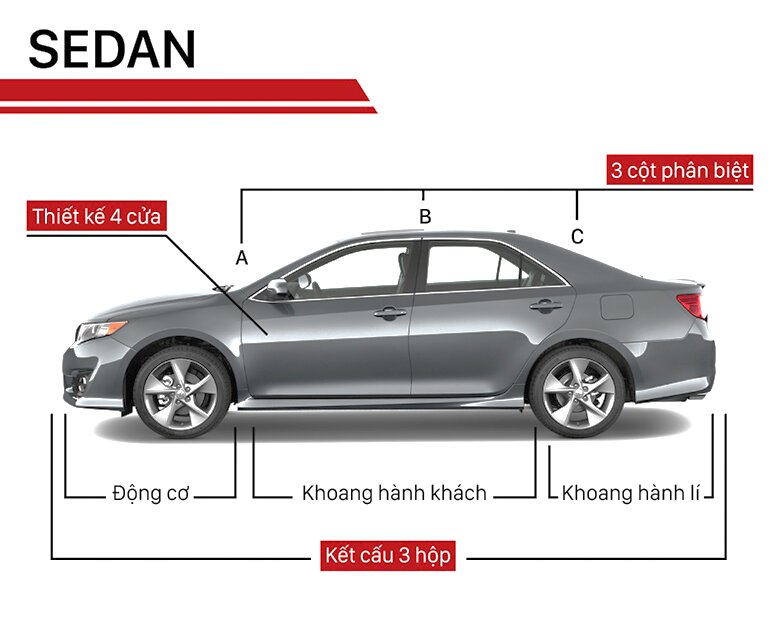 SEDAN
3 cột phân biệt
Thiết kế 4 cửa
A
B
C
Động cơ
Khoang hành khách
Khoang hành lí
Kết cấu 3 hộp